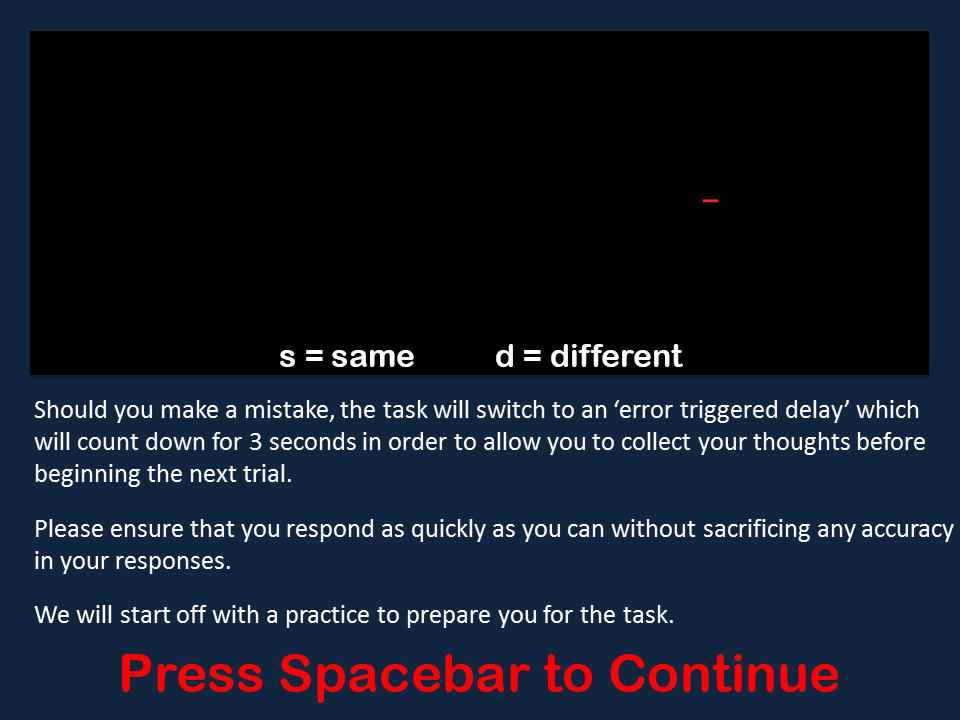 s = same d = different
Should you make a mistake, the task will switch to an ‘error triggered delay’ which
will count down for 3 seconds in order to allow you to collect your thoughts before
beginning the next trial.
Please ensure that you respond as quickly as you can without sacrificing any accuracy
in your responses.
We will start off with a practice to prepare you for the task.
Press Spacebar to Continue